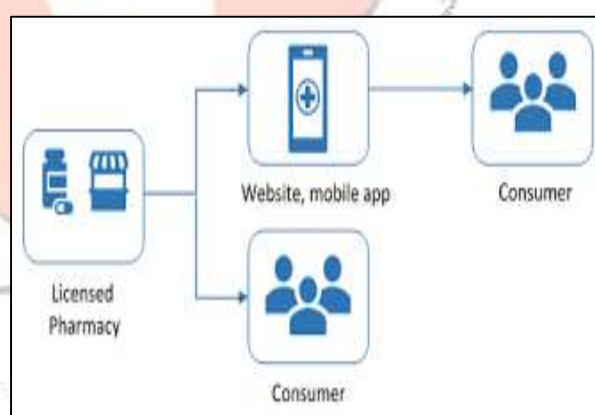 Website, mobile app
Consumer
Licensed
Pharmacy
Consumer